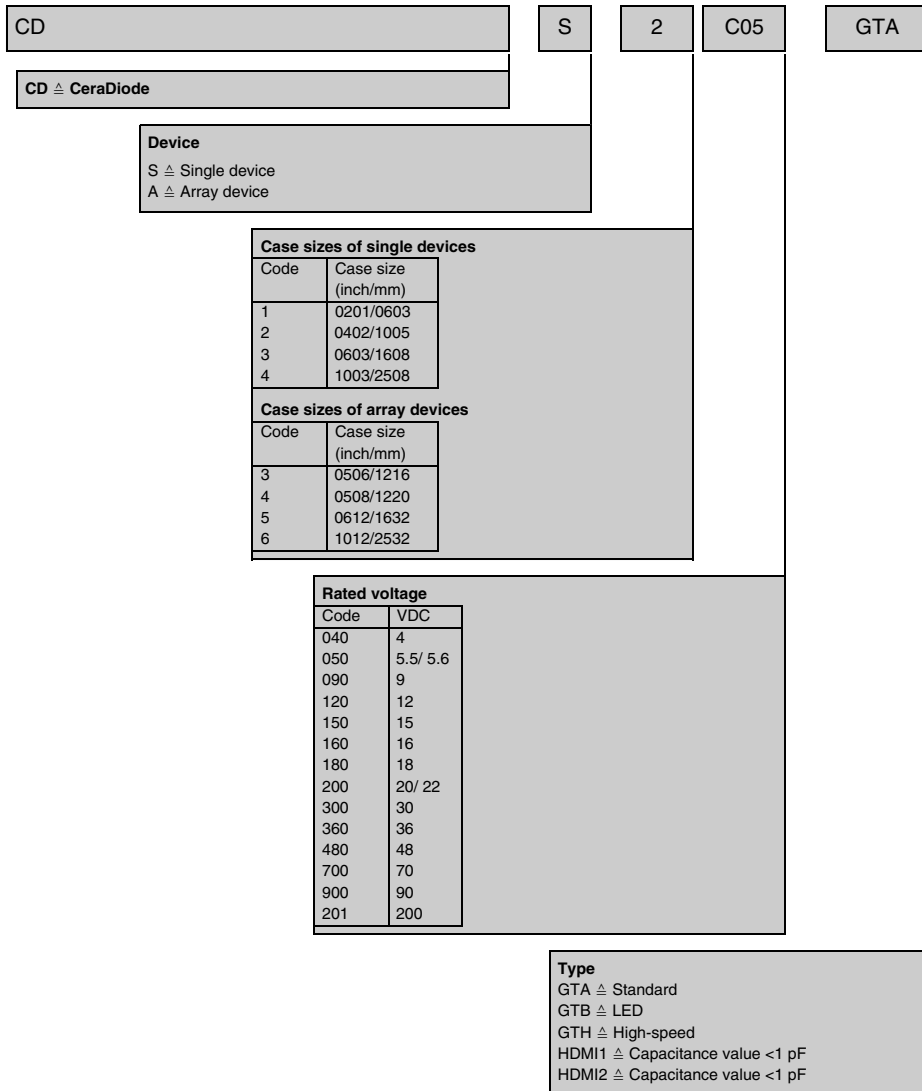 CD S 2 C05 GTA
CD ≙ CeraDiode
Device
S ≙ Single device
A ≙ Array device
Case sizes of single devices
Code Case size
(inch/mm)
1 0201/0603
2 0402/1005
3 0603/1608
4 1003/2508
Case sizes of array devices
Code Case size
(inch/mm)
3 0506/1216
4 0508/1220
5 0612/1632
6 1012/2532
Rated voltage
Code VDC
040 4
050 5.5/ 5.6
090 9
120 12
150 15
160 16
180 18
200 20/ 22
300 30
360 36
480 48
700 70
900 90
201 200
Type
GTA ≙ Standard
GTB ≙ LED
GTH ≙ High-speed
HDMI1 ≙ Capacitance value <1 pF
HDMI2 ≙ Capacitance value <1 pF